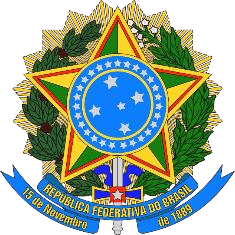 REPÚBLICA FEDERATIVA DO BRASIL
15 de Novembro
de 1889